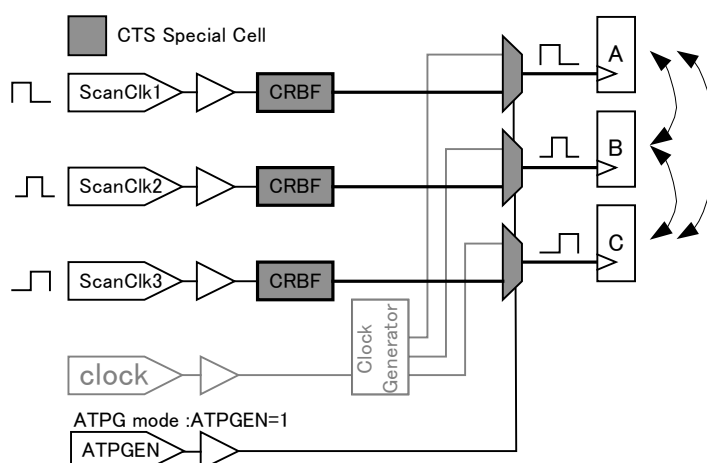 CTS Special Cell
A
ScanClk1
CRBF
B
ScanClk2
CRBF
C
ScanClk3
CRBF
Clock
Generator
clock
ATPG mode :ATPGEN=1
ATPGEN